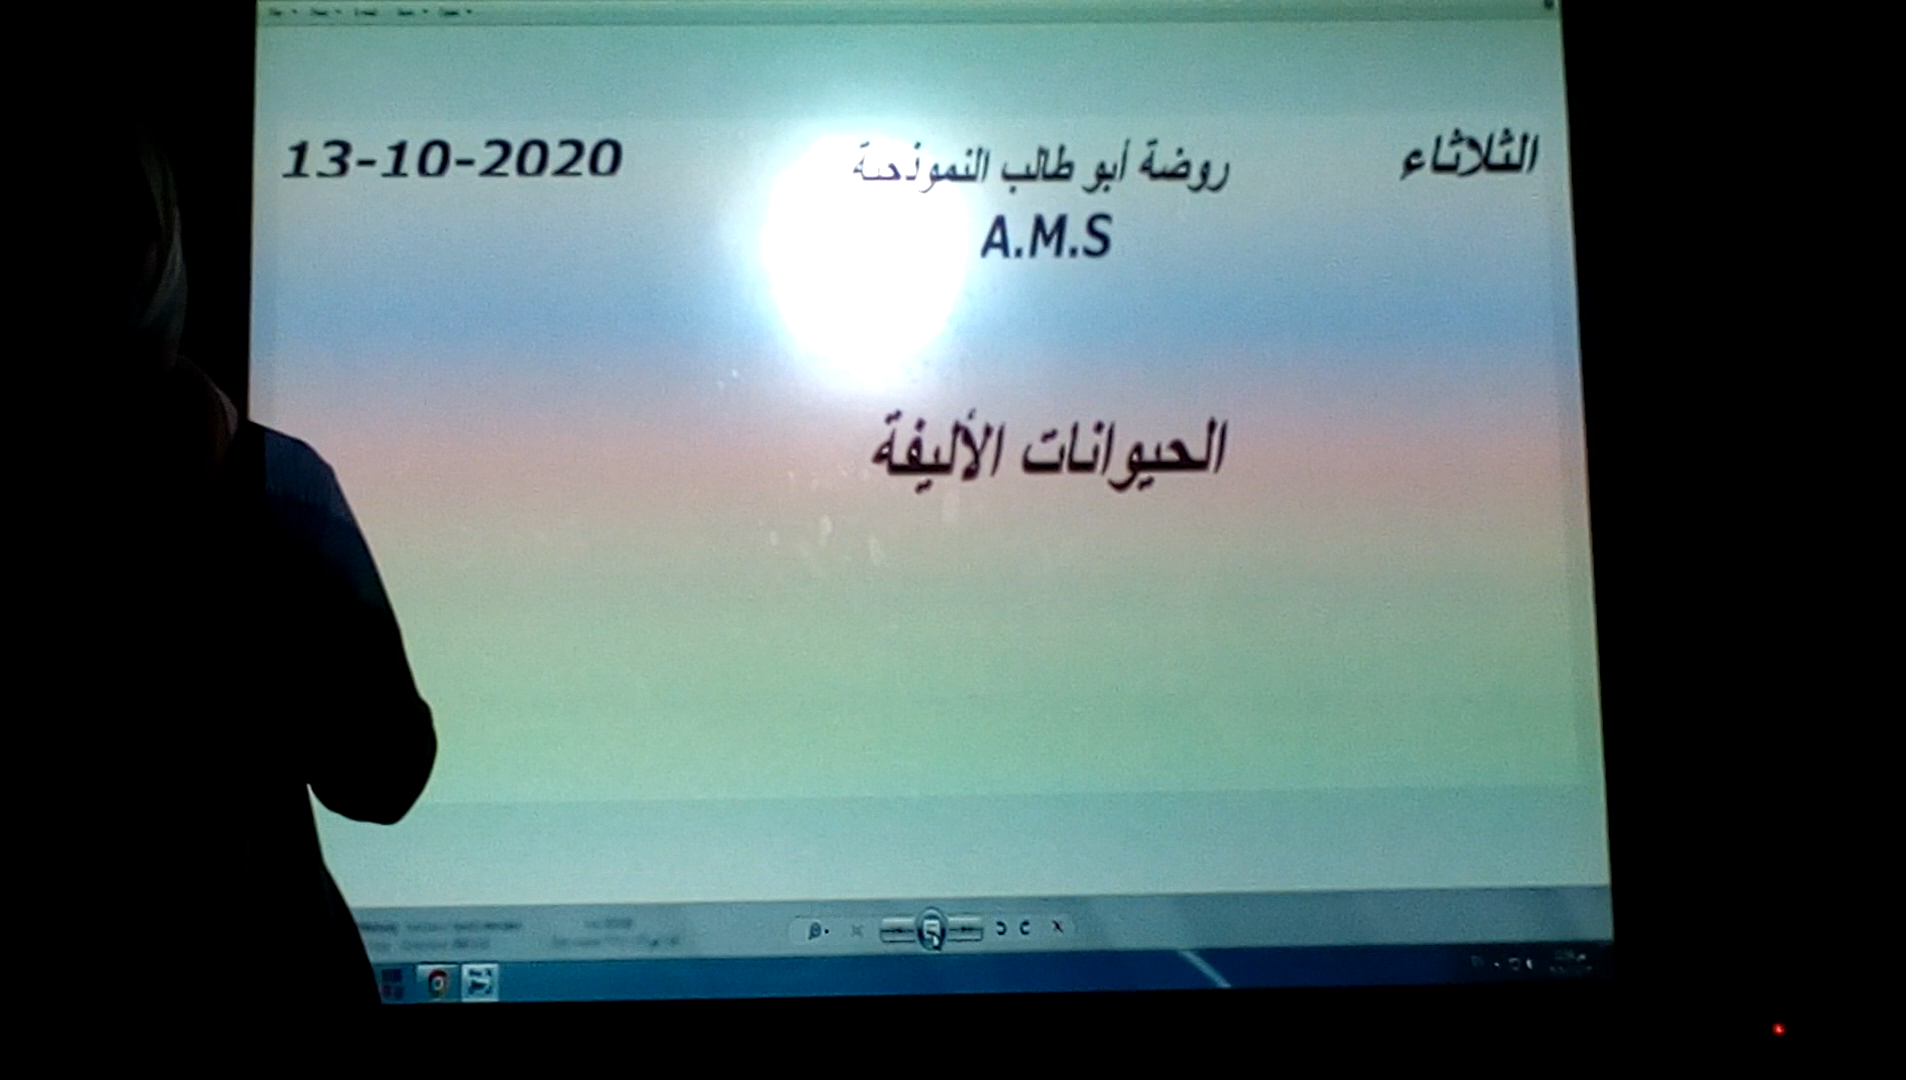 الثلاثاء روضة أبو طالب النموذجية 13-10-2020
A.M.S
الحيوانات الأليفة